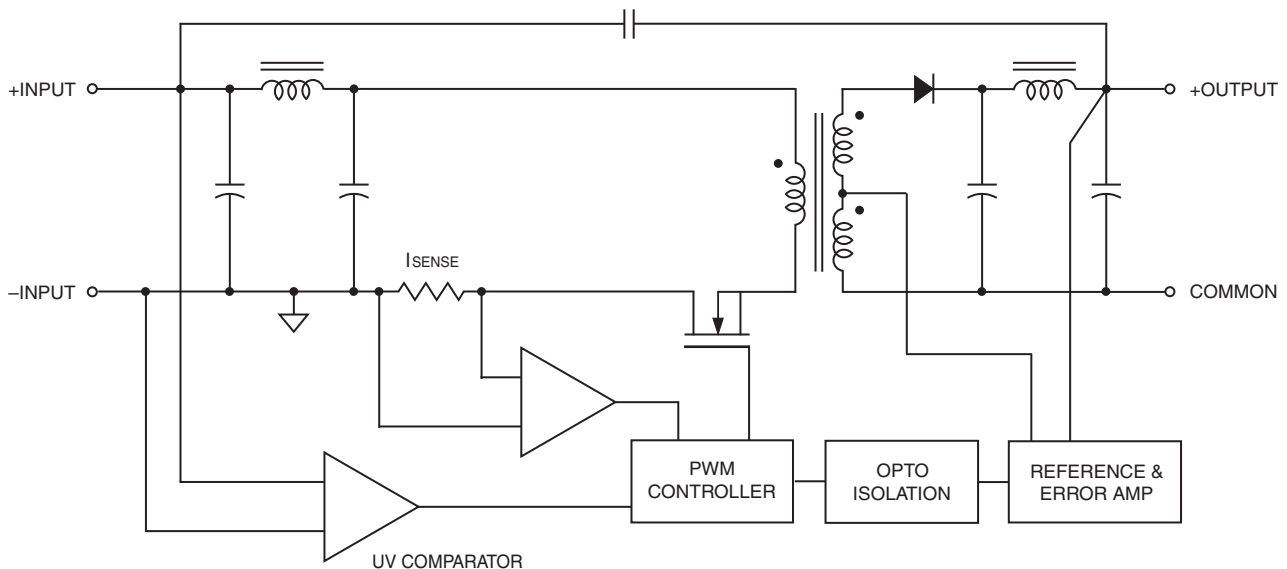 +INPUT
+OUTPUT
–INPUT
ISENSE
COMMON
PWM
CONTROLLER
OPTO
ISOLATION
REFERENCE &
ERROR AMP
UV COMPARATOR